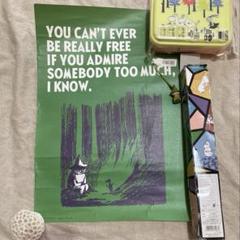 YOU CAN'T EVER
BE REALLY FREE
IF YOU ADMIRE
SOMEBODY TOO MUCH,
I KNOW.